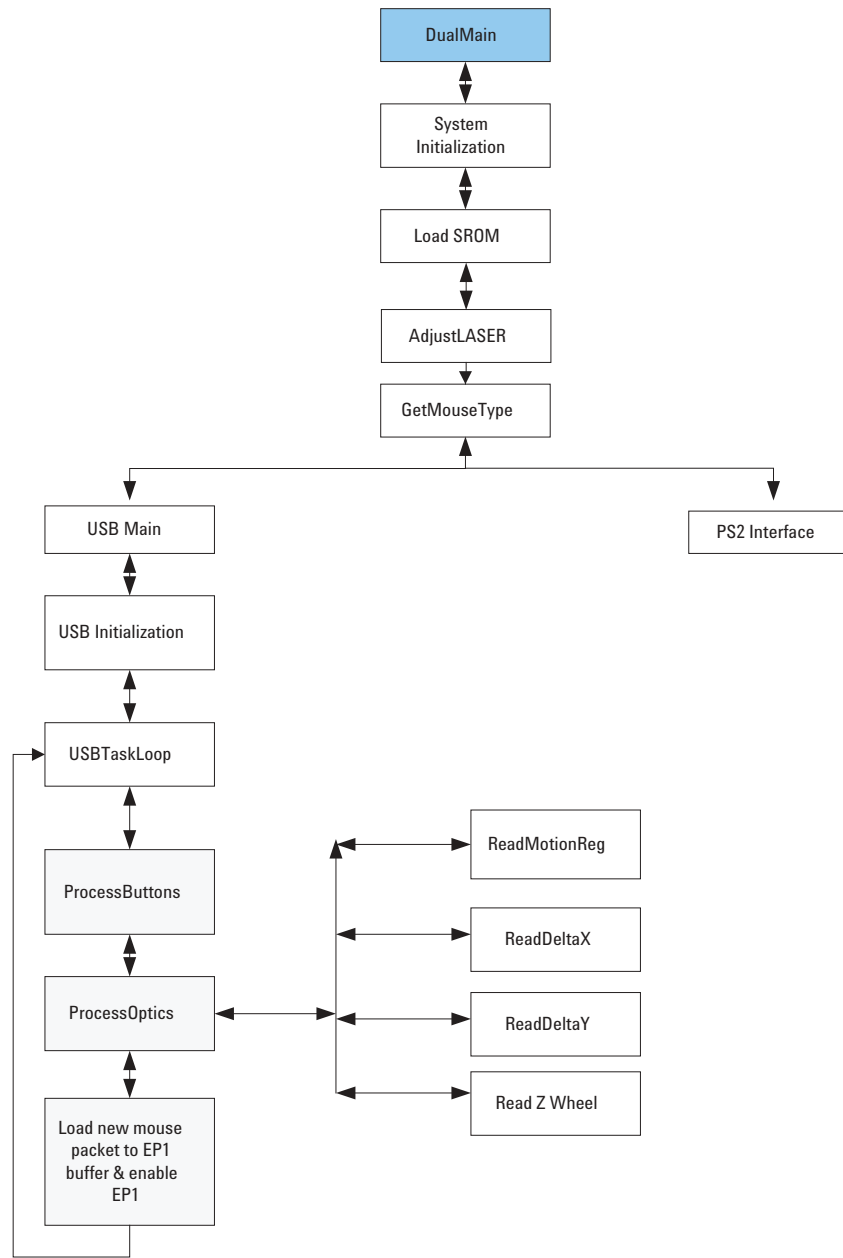 DualMain
System
Initialization
Load SROM
AdjustLASER
GetMouseType
USB Main
PS2 Interface
USB Initialization
USBTaskLoop
ProcessButtons
ReadMotionReg
ReadDeltaX
ProcessOptics
ReadDeltaY
Read Z Wheel
Load new mouse
packet to EP1
buffer & enable
EP1